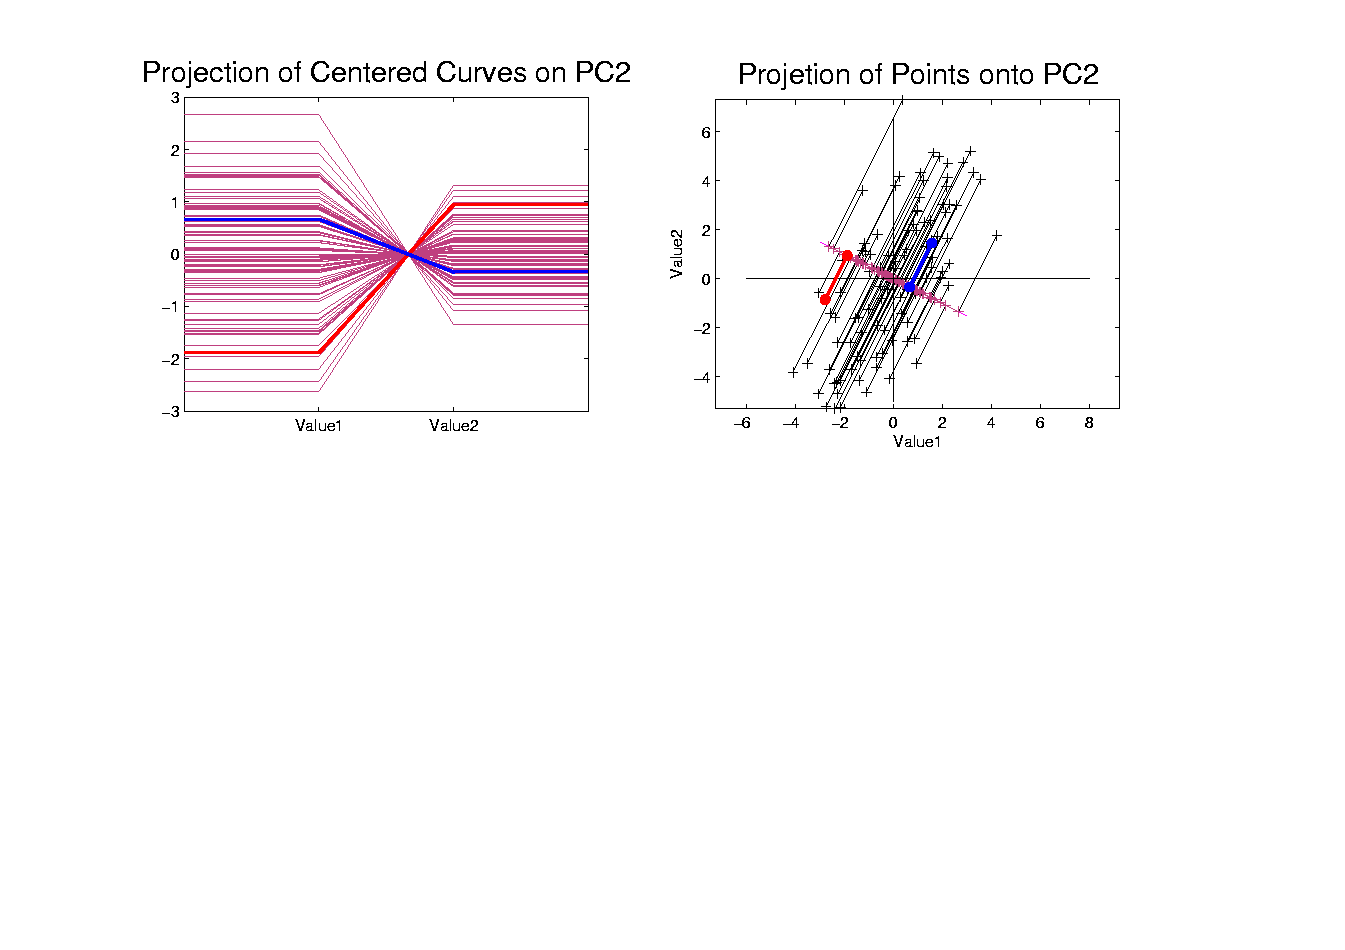 Projection of Centered Curves on PC2
3
2
1
0
−1
−2
−3
Value1 Value2
Projetion of Points onto PC2
6
4
2
0
−2
−4
Value2
−6 −4 −2 0 2 4 6 8
Value1